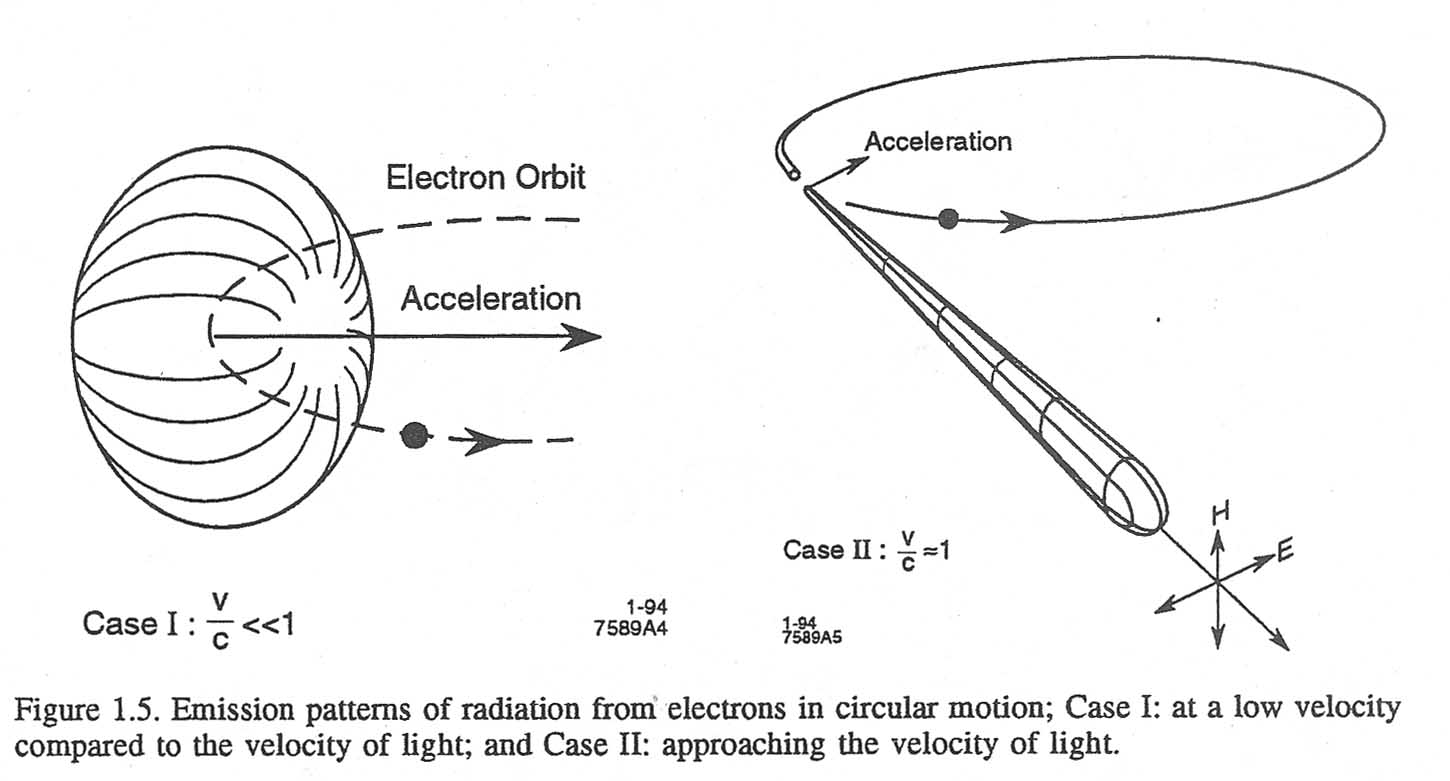 Electron Orbit
Acceleration
Case I : v/c <<1
1-94
7589A4
Acceleration
H
E
Case II : v/c ≈1
1-94
7589A5
Figure 1.5. Emission patterns of radiation from electrons in circular motion; Case I: at a low velocity
compared to the velocity of light; and Case II: approaching the velocity of light.